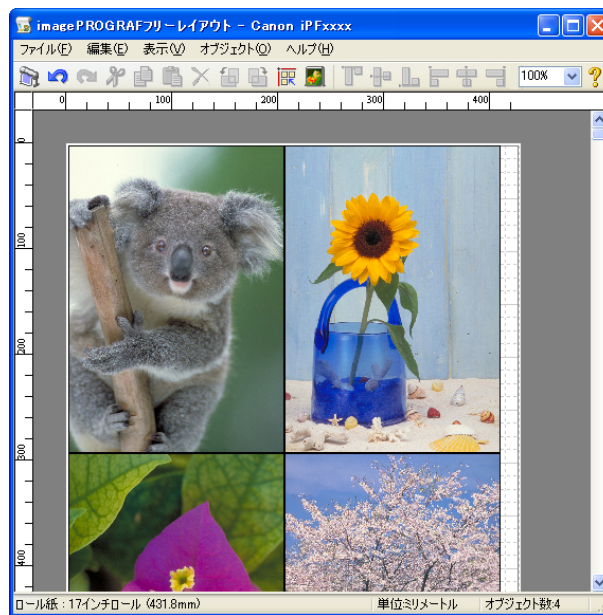 imagePROGRAFフリーレイアウト - Canon iPFxxxx
ファイル(F) 編集(E) 表示(V) オブジェクト(O) ヘルプ(H)
100%
0 100 200 300 400
0
100
200
300
400
ロール紙 : 17インチロール (431.8mm) 単位:ミリメートル オブジェクト数:4